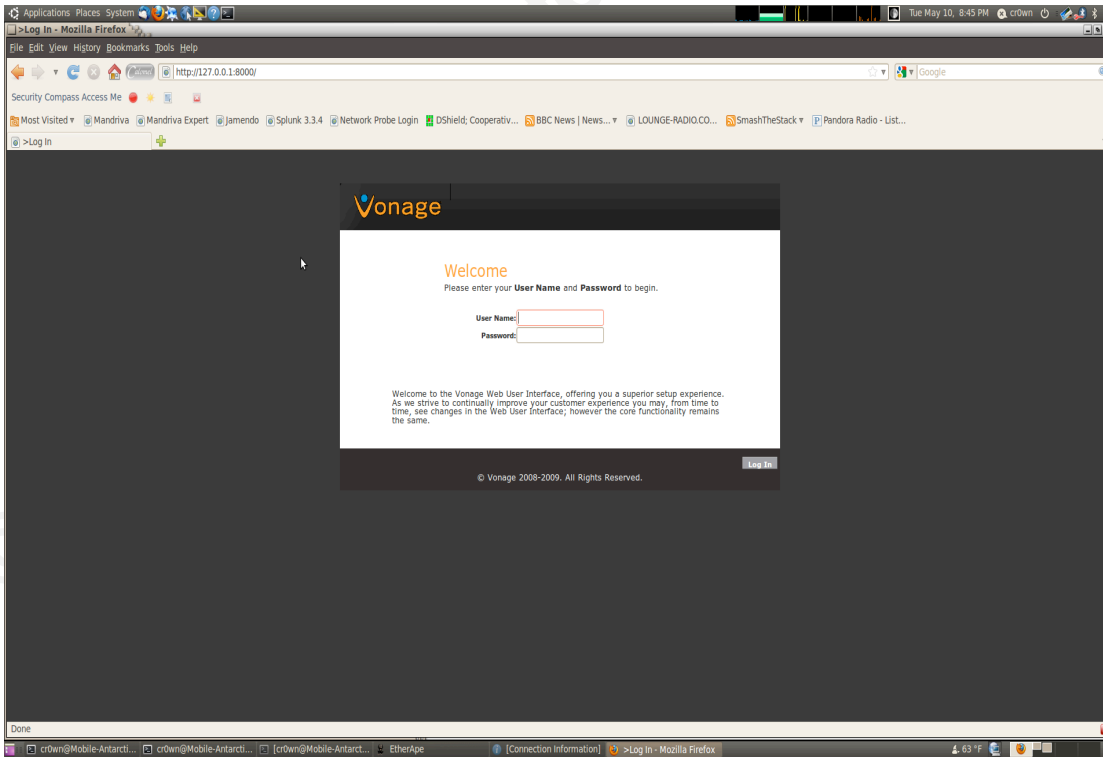 Applications Places System
Tue May 10, 8:45 PM cr0wn
>Log In - Mozilla Firefox
File Edit View History Bookmarks Tools Help
http://127.0.0.1:8000/
Google
Security Compass Access Me
Most Visited Mandriva Mandriva Expert Jamendo Splunk 3.3.4 Network Probe Login DShield; Cooperativ... BBC News | News... LOUNGE-RADIO.CO... SmashTheStack Pandora Radio - List...
>Log In
Vonage
Welcome
Please enter your User Name and Password to begin.
User Name:
Password:
Welcome to the Vonage Web User Interface, offering you a superior setup experience.
As we strive to continually improve your customer experience you may, from time to
time, see changes in the Web User Interface; however the core functionality remains
the same.
Log In
© Vonage 2008-2009. All Rights Reserved.
Done
cr0wn@Mobile-Antarcti... cr0wn@Mobile-Antarcti... [cr0wn@Mobile-Antarct... EtherApe [Connection Information] >Log In - Mozilla Firefox 63 °F